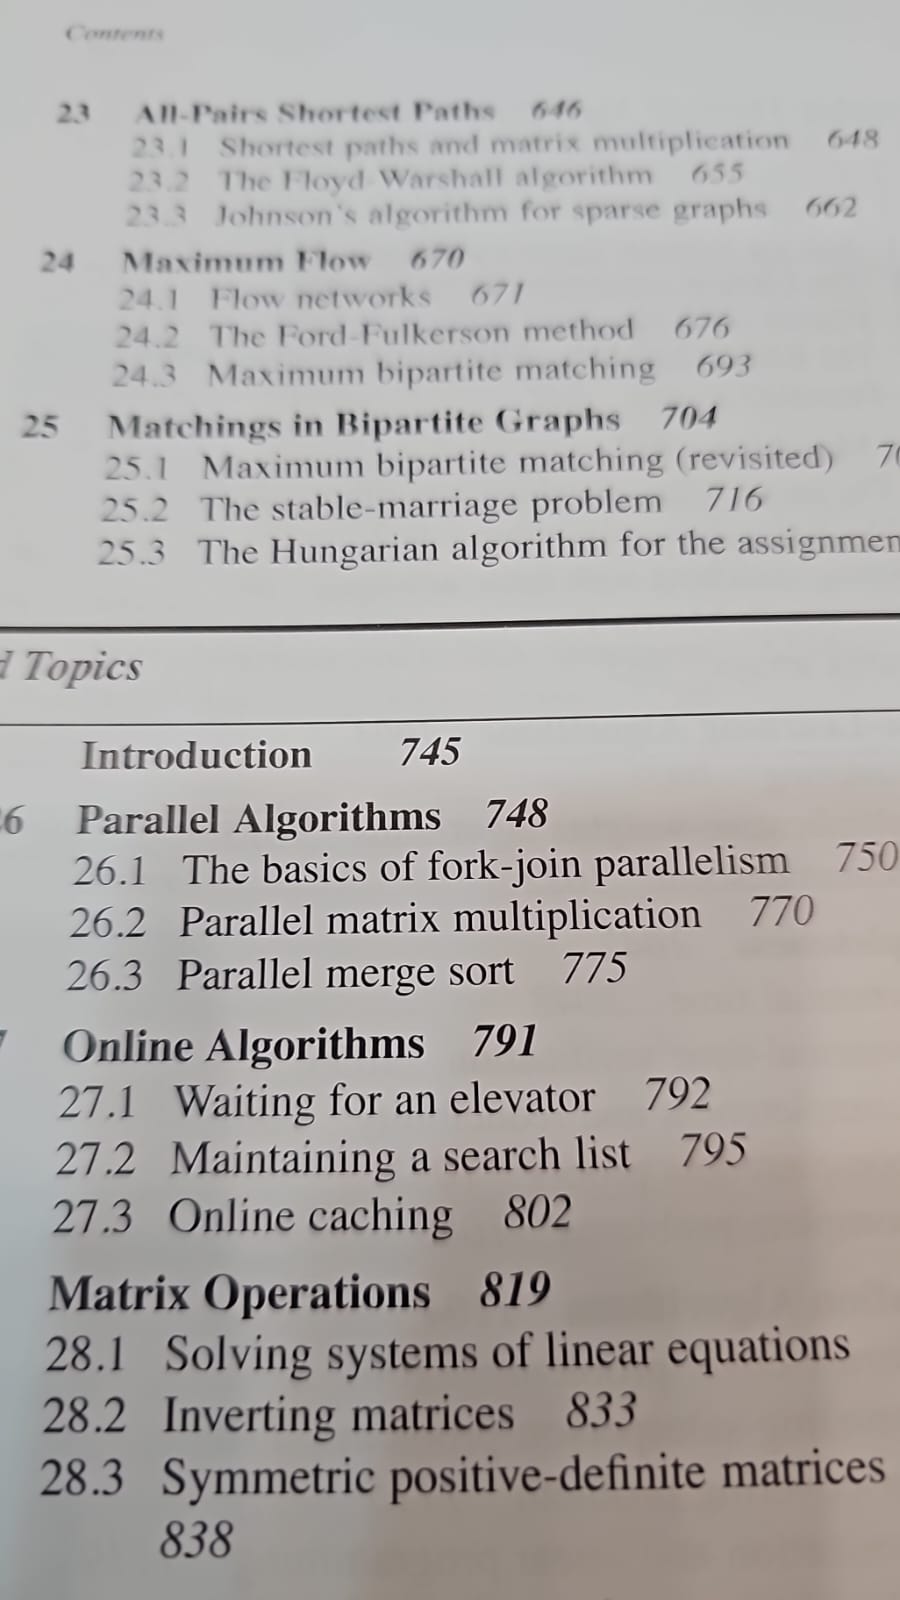 Contents
23 All-Pairs Shortest Paths 646
23.1 Shortest paths and matrix multiplication 648
23.2 The Floyd-Warshall algorithm 655
23.3 Johnson's algorithm for sparse graphs 662
24 Maximum Flow 670
24.1 Flow networks 671
24.2 The Ford-Fulkerson method 676
24.3 Maximum bipartite matching 693
25 Matchings in Bipartite Graphs 704
25.1 Maximum bipartite matching (revisited)
25.2 The stable-marriage problem 716
25.3 The Hungarian algorithm for the assignmen
Topics
Introduction 745
6 Parallel Algorithms 748
26.1 The basics of fork-join parallelism 750
26.2 Parallel matrix multiplication 770
26.3 Parallel merge sort 775
Online Algorithms 791
27.1 Waiting for an elevator 792
27.2 Maintaining a search list 795
27.3 Online caching 802
Matrix Operations 819
28.1 Solving systems of linear equations
28.2 Inverting matrices 833
28.3 Symmetric positive-definite matrices
838